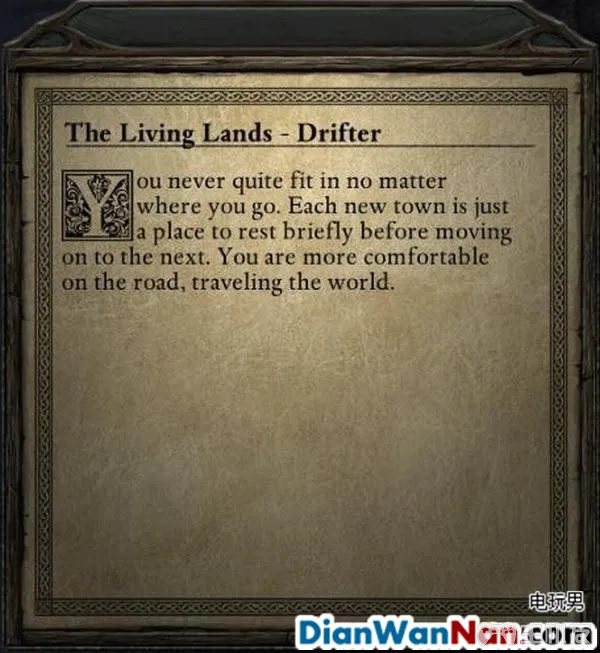 The Living Lands - Drifter
You never quite fit in no matter
where you go. Each new town is just
a place to rest briefly before moving
on to the next. You are more comfortable
on the road, traveling the world.
电玩男
DianWanNan.com